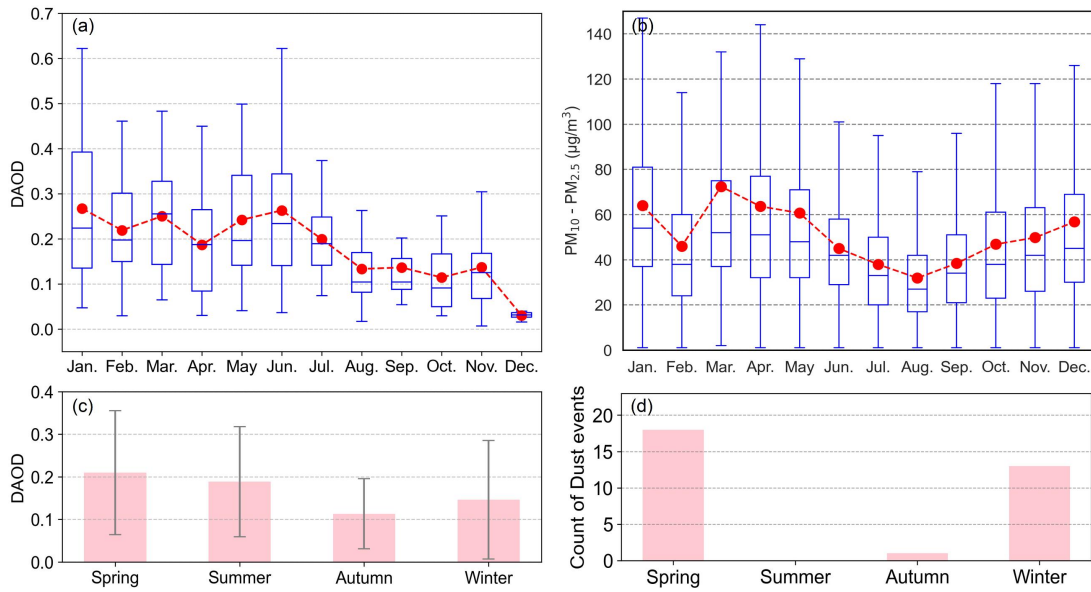 (a)
DAOD
0.7
0.6
0.5
0.4
0.3
0.2
0.1
0.0
Jan. Feb. Mar. Apr. May Jun. Jul. Aug. Sep. Oct. Nov. Dec.
(b)
PM10 - PM2.5 (μg/m³)
140
120
100
80
60
40
20
0
Jan. Feb. Mar. Apr. May Jun. Jul. Aug. Sep. Oct. Nov. Dec.
(c)
DAOD
0.4
0.3
0.2
0.1
0.0
Spring Summer Autumn Winter
(d)
Count of Dust events
20
15
10
5
0
Spring Summer Autumn Winter